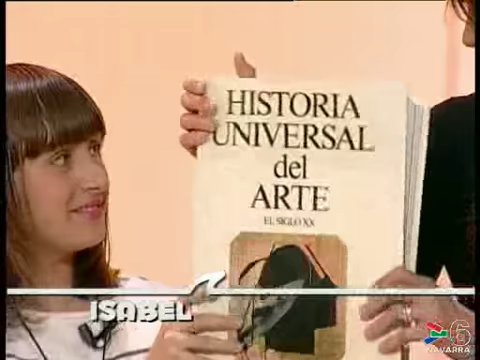 HISTORIA
UNIVERSAL
del
ARTE
EL SIGLO XX
ISABEL
6
NAVARRA